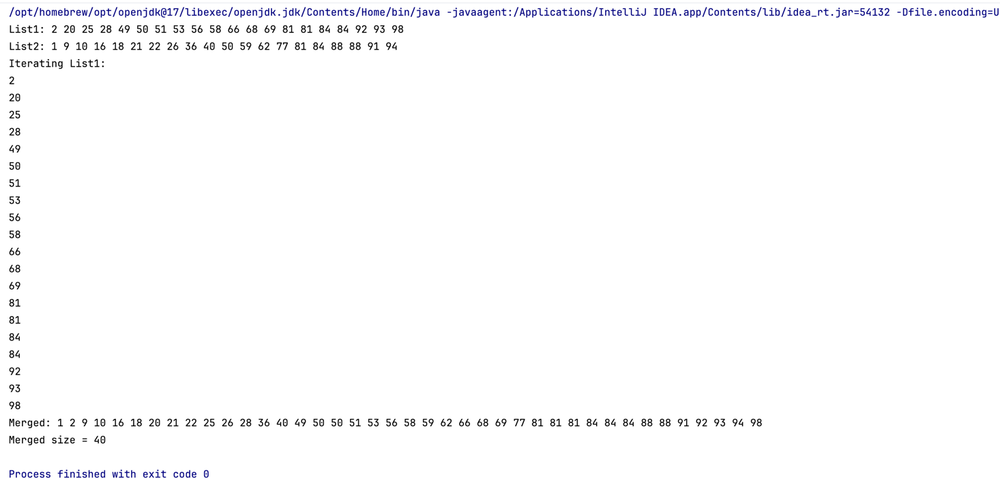 /opt/homebrew/opt/openjdk@17/libexec/openjdk.jdk/Contents/Home/bin/java -javaagent:/Applications/IntelliJ IDEA.app/Contents/lib/idea_rt.jar=54132 -Dfile.encoding=U
List1: 2 20 25 28 49 50 51 53 56 58 66 68 69 81 81 84 84 92 93 98
List2: 1 9 10 16 18 21 22 26 36 40 50 59 62 77 81 84 88 88 91 94
Iterating List1:
2
20
25
28
49
50
51
53
56
58
66
68
69
81
81
84
84
92
93
98
Merged: 1 2 9 10 16 18 20 21 22 25 26 28 36 40 49 50 50 51 53 56 58 59 62 66 68 69 77 81 81 81 84 84 84 88 88 91 92 93 94 98
Merged size = 40
Process finished with exit code 0